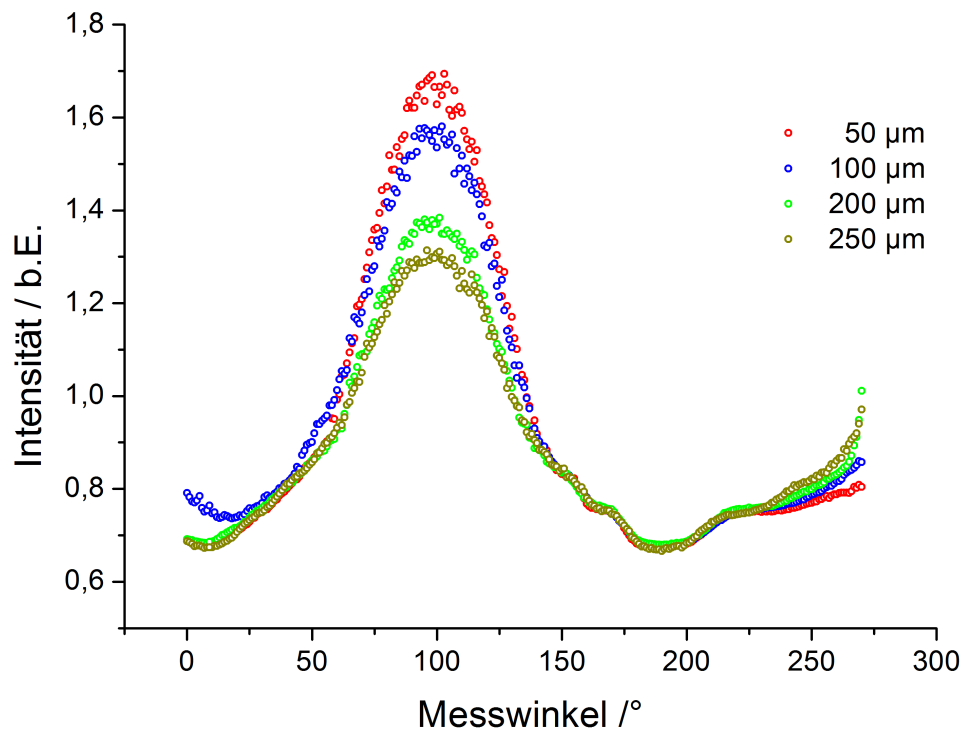 1,8
1,6
1,4
1,2
1,0
0,8
0,6
Intensität / b.E.
50 µm
100 µm
200 µm
250 µm
0 50 100 150 200 250 300
Messwinkel /°